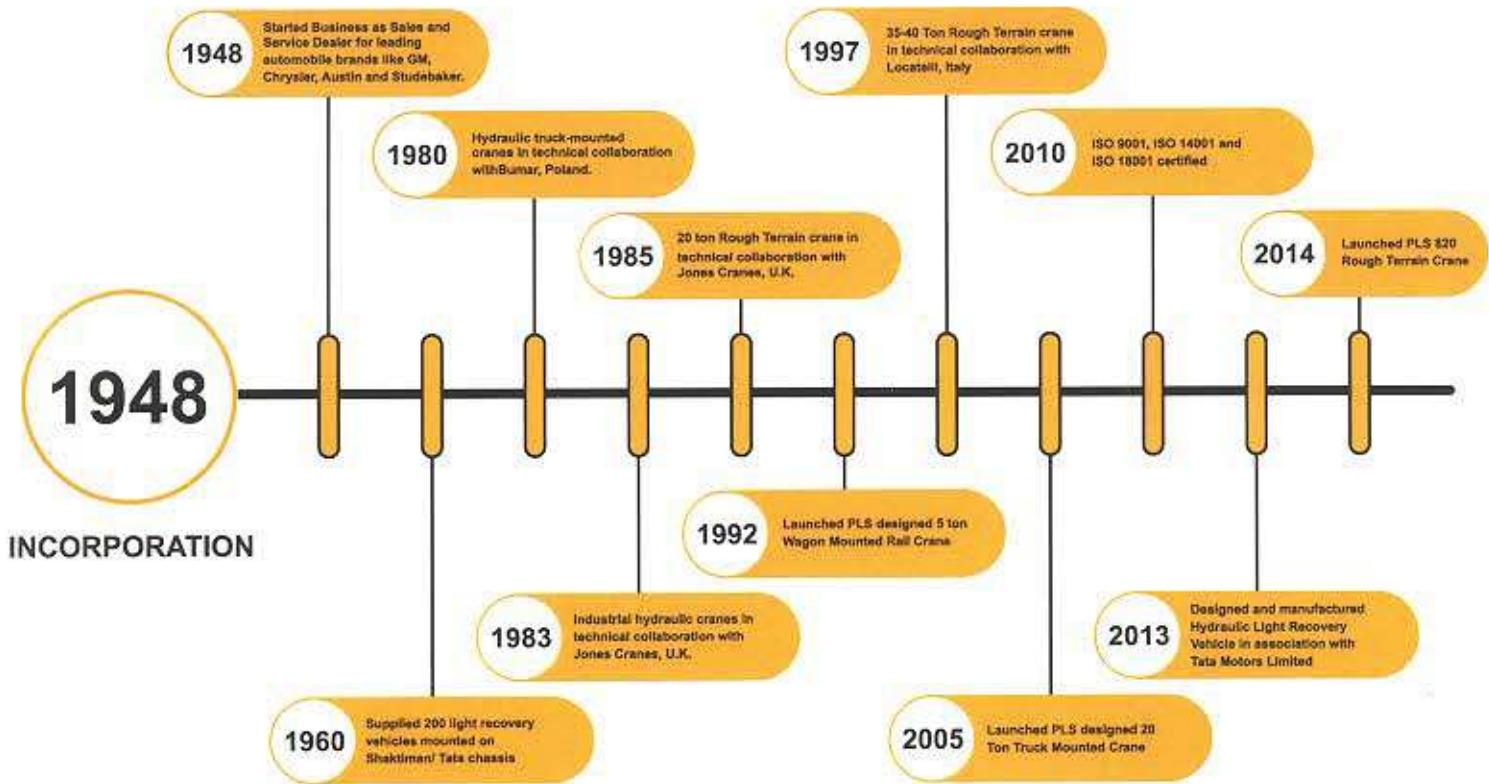 1948
Started Business as Sales and
Service Dealer for leading
automobile brands like GM,
Chrysler, Austin and Studebaker.
1997
35-40 Ton Rough Terrain crane
in technical collaboration with
Locatelli, Italy
1980
Hydraulic truck-mounted
cranes in technical collaboration
withBumar, Poland.
2010
ISO 9001, ISO 14001 and
ISO 18001 certified
1985
20 ton Rough Terrain crane in
technical collaboration with
Jones Cranes, U.K.
2014
Launched PLS 820
Rough Terrain Crane
1948
INCORPORATION
1992
Launched PLS designed 5 ton
Wagon Mounted Rail Crane
1983
Industrial hydraulic cranes in
technical collaboration with
Jones Cranes, U.K.
2013
Designed and manufactured
Hydraulic Light Recovery
Vehicle in association with
Tata Motors Limited
1960
Supplied 200 light recovery
vehicles mounted on
Shaktiman/ Tata chassis
2005
Launched PLS designed 20
Ton Truck Mounted Crane